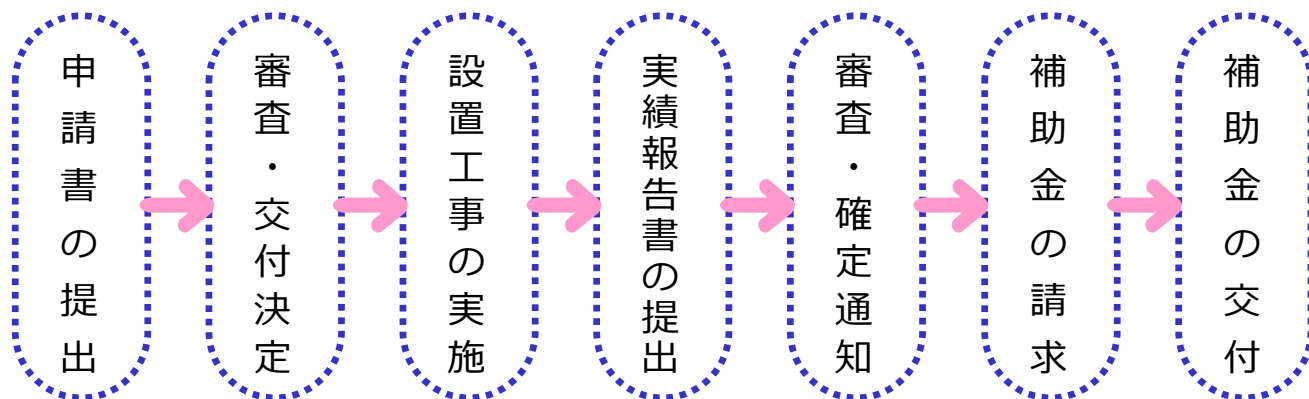 申請書の提出
審査・交付決定
設置工事の実施
実績報告書の提出
審査・確定通知
補助金の請求
補助金の交付